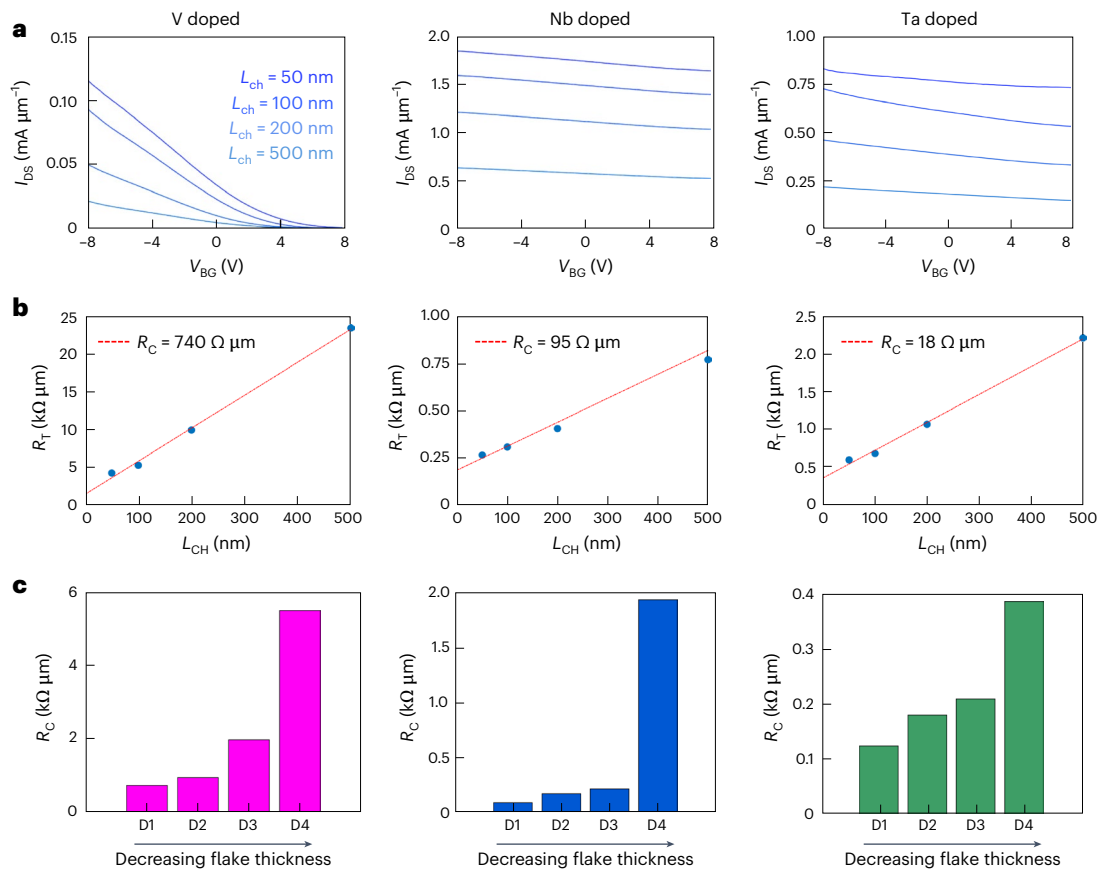 a
V doped
Nb doped
Ta doped
I_DS (mA μm⁻¹)
0.15
0.10
0.05
0
L_ch = 50 nm
L_ch = 100 nm
L_ch = 200 nm
L_ch = 500 nm
−8
−4
0
4
8
V_BG (V)
I_DS (mA μm⁻¹)
2.0
1.5
1.0
0.5
0
−8
−4
0
4
8
V_BG (V)
I_DS (mA μm⁻¹)
1.00
0.75
0.50
0.25
0
−8
−4
0
4
8
V_BG (V)
b
R_T (kΩ μm)
25
20
15
10
5
0
R_C = 740 Ω μm
0
100
200
300
400
500
L_CH (nm)
R_T (kΩ μm)
1.00
0.75
0.50
0.25
0
R_C = 95 Ω μm
0
100
200
300
400
500
L_CH (nm)
R_T (kΩ μm)
2.5
2.0
1.5
1.0
0.5
0
R_C = 18 Ω μm
0
100
200
300
400
500
L_CH (nm)
c
R_C (kΩ μm)
6
4
2
0
D1
D2
D3
D4
Decreasing flake thickness
R_C (kΩ μm)
2.0
1.5
1.0
0.5
0
D1
D2
D3
D4
Decreasing flake thickness
R_C (kΩ μm)
0.4
0.3
0.2
0.1
0
D1
D2
D3
D4
Decreasing flake thickness